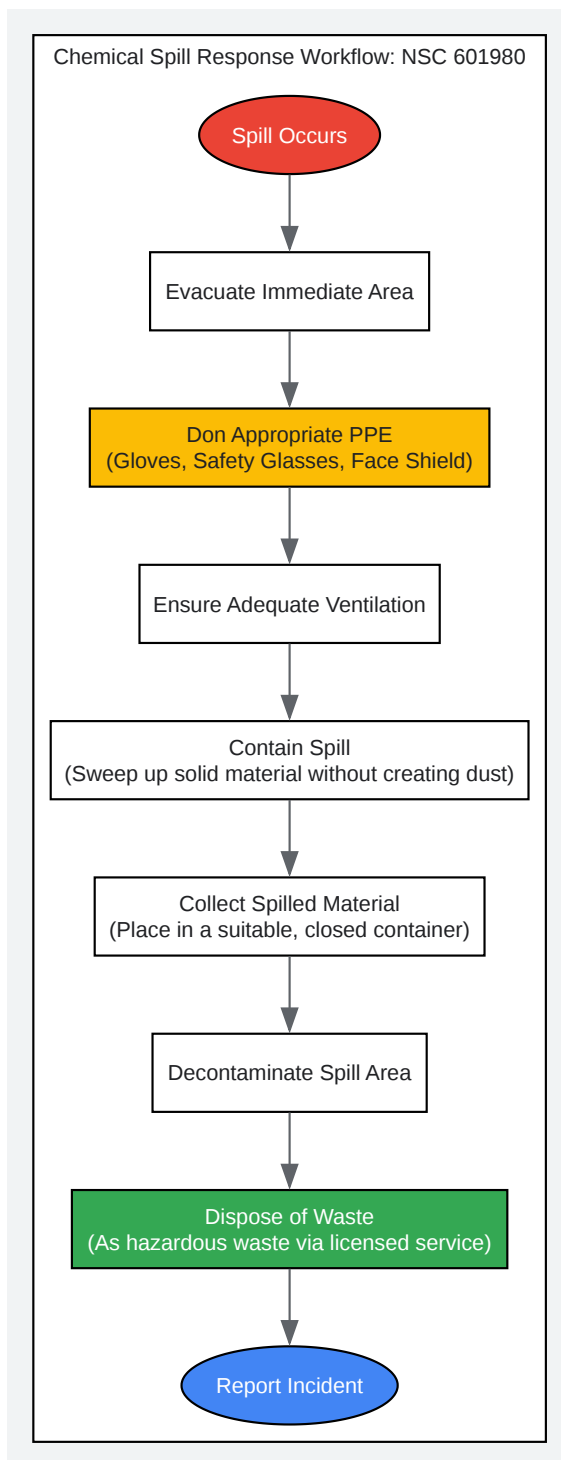 Chemical Spill Response Workflow: NSC 601980
Spill Occurs
Evacuate Immediate Area
Don Appropriate PPE
(Gloves, Safety Glasses, Face Shield)
Ensure Adequate Ventilation
Contain Spill
(Sweep up solid material without creating dust)
Collect Spilled Material
(Place in a suitable, closed container)
Decontaminate Spill Area
Dispose of Waste
(As hazardous waste via licensed service)
Report Incident